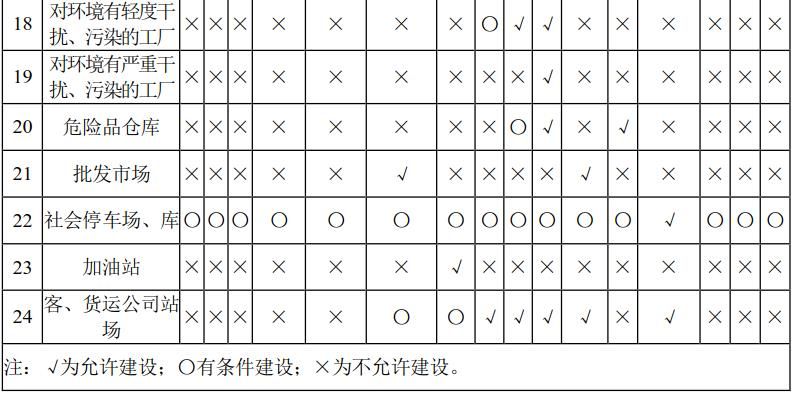 18 对环境有轻度干 × × × × × × × 〇 √ √ × × × × × ×
扰、污染的工厂
19 对环境有严重干 × × × × × × × × × √ × × × × × ×
扰、污染的工厂
20 危险品仓库 × × × × × × × × 〇 √ × √ × × × ×
21 批发市场 × × × × × √ × × × × √ × × × × ×
22 社会停车场、库 〇 〇 〇 〇 〇 〇 〇 〇 〇 〇 〇 〇 √ 〇 〇 〇
23 加油站 × × × × × × √ × × × × × × × × ×
24 客、货运公司站 × × × × × 〇 〇 √ √ √ √ × √ × × ×
场
注: √为允许建设；〇有条件建设；×为不允许建设。